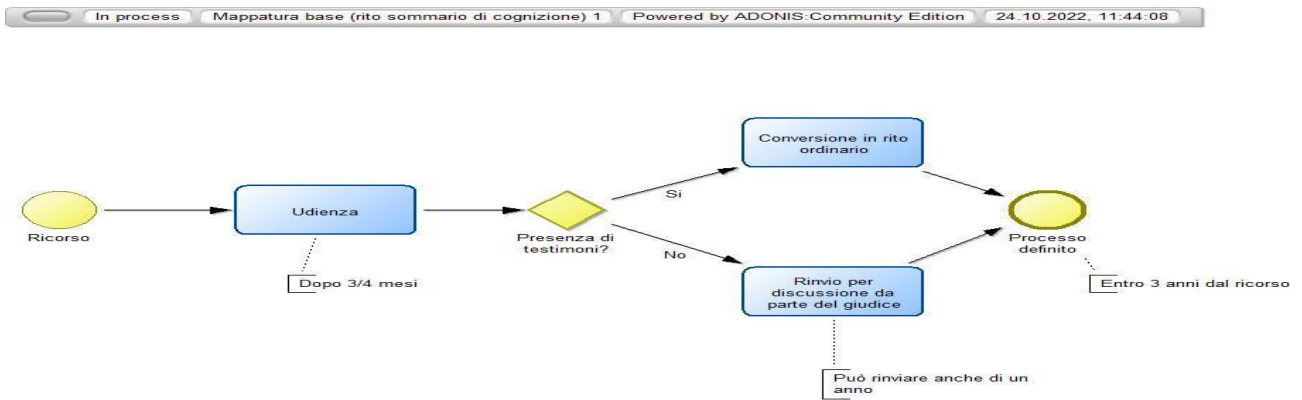 In process Mappatura base (rito sommario di cognizione) 1 Powered by ADONIS:Community Edition 24.10.2022, 11:44:08
Ricorso
Udienza
Dopo 3/4 mesi
Presenza di
testimoni?
Si
No
Conversione in rito
ordinario
Rinvio per
discussione da
parte del giudice
Può rinviare anche di un
anno
Processo
definito
Entro 3 anni dal ricorso